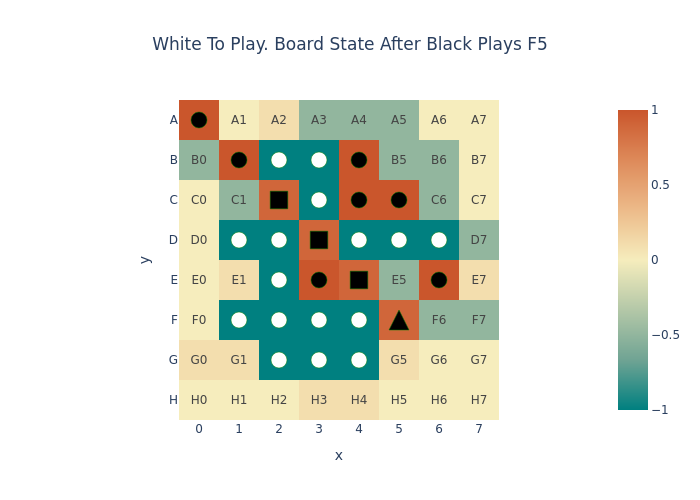 White To Play. Board State After Black Plays F5
A A1 A2 A3 A4 A5 A6 A7 1
B B0 B5 B6 B7
C C0 C1 C6 C7 0.5
D D0 D7
y E E0 E1 E5 E7 0
F F0 F6 F7 −0.5
G G0 G1 G5 G6 G7
H H0 H1 H2 H3 H4 H5 H6 H7 −1
0 1 2 3 4 5 6 7
x